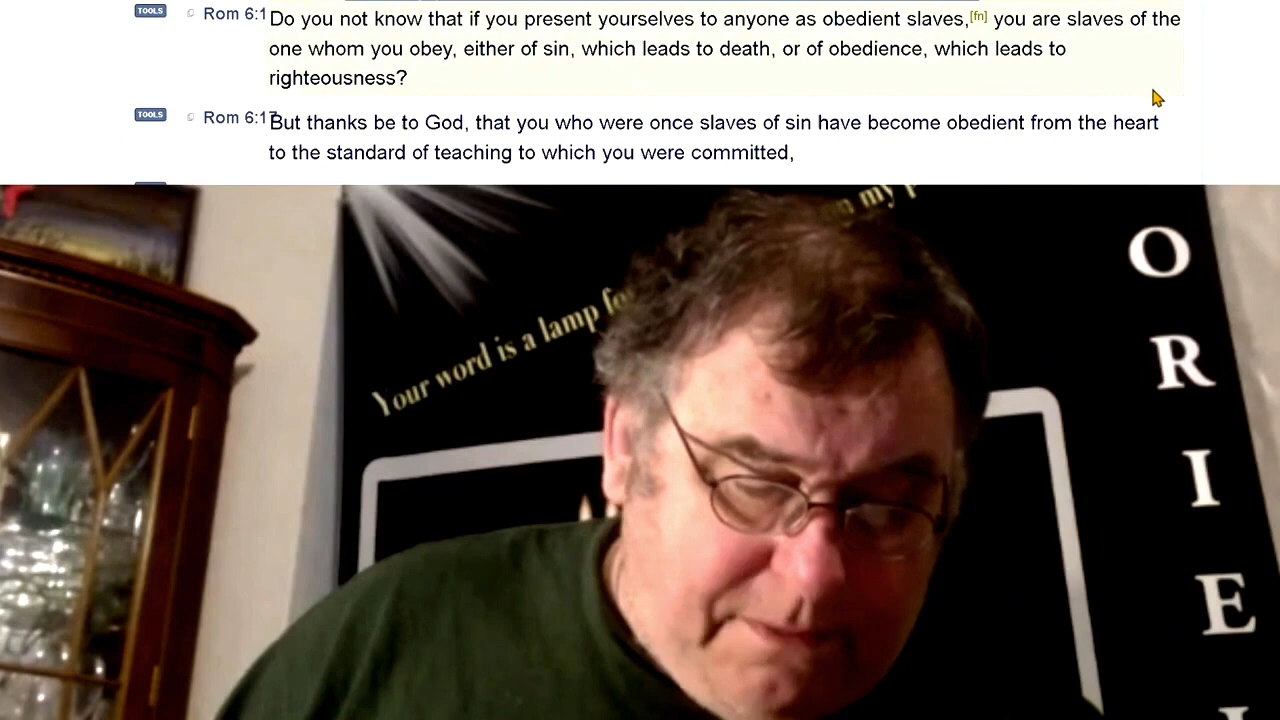 TOOLS
Rom 6:1
Do you not know that if you present yourselves to anyone as obedient slaves,[fn] you are slaves of the
one whom you obey, either of sin, which leads to death, or of obedience, which leads to
righteousness?
TOOLS
Rom 6:17
But thanks be to God, that you who were once slaves of sin have become obedient from the heart
to the standard of teaching to which you were committed,
my
Your word is a lamp
O
R
I
E